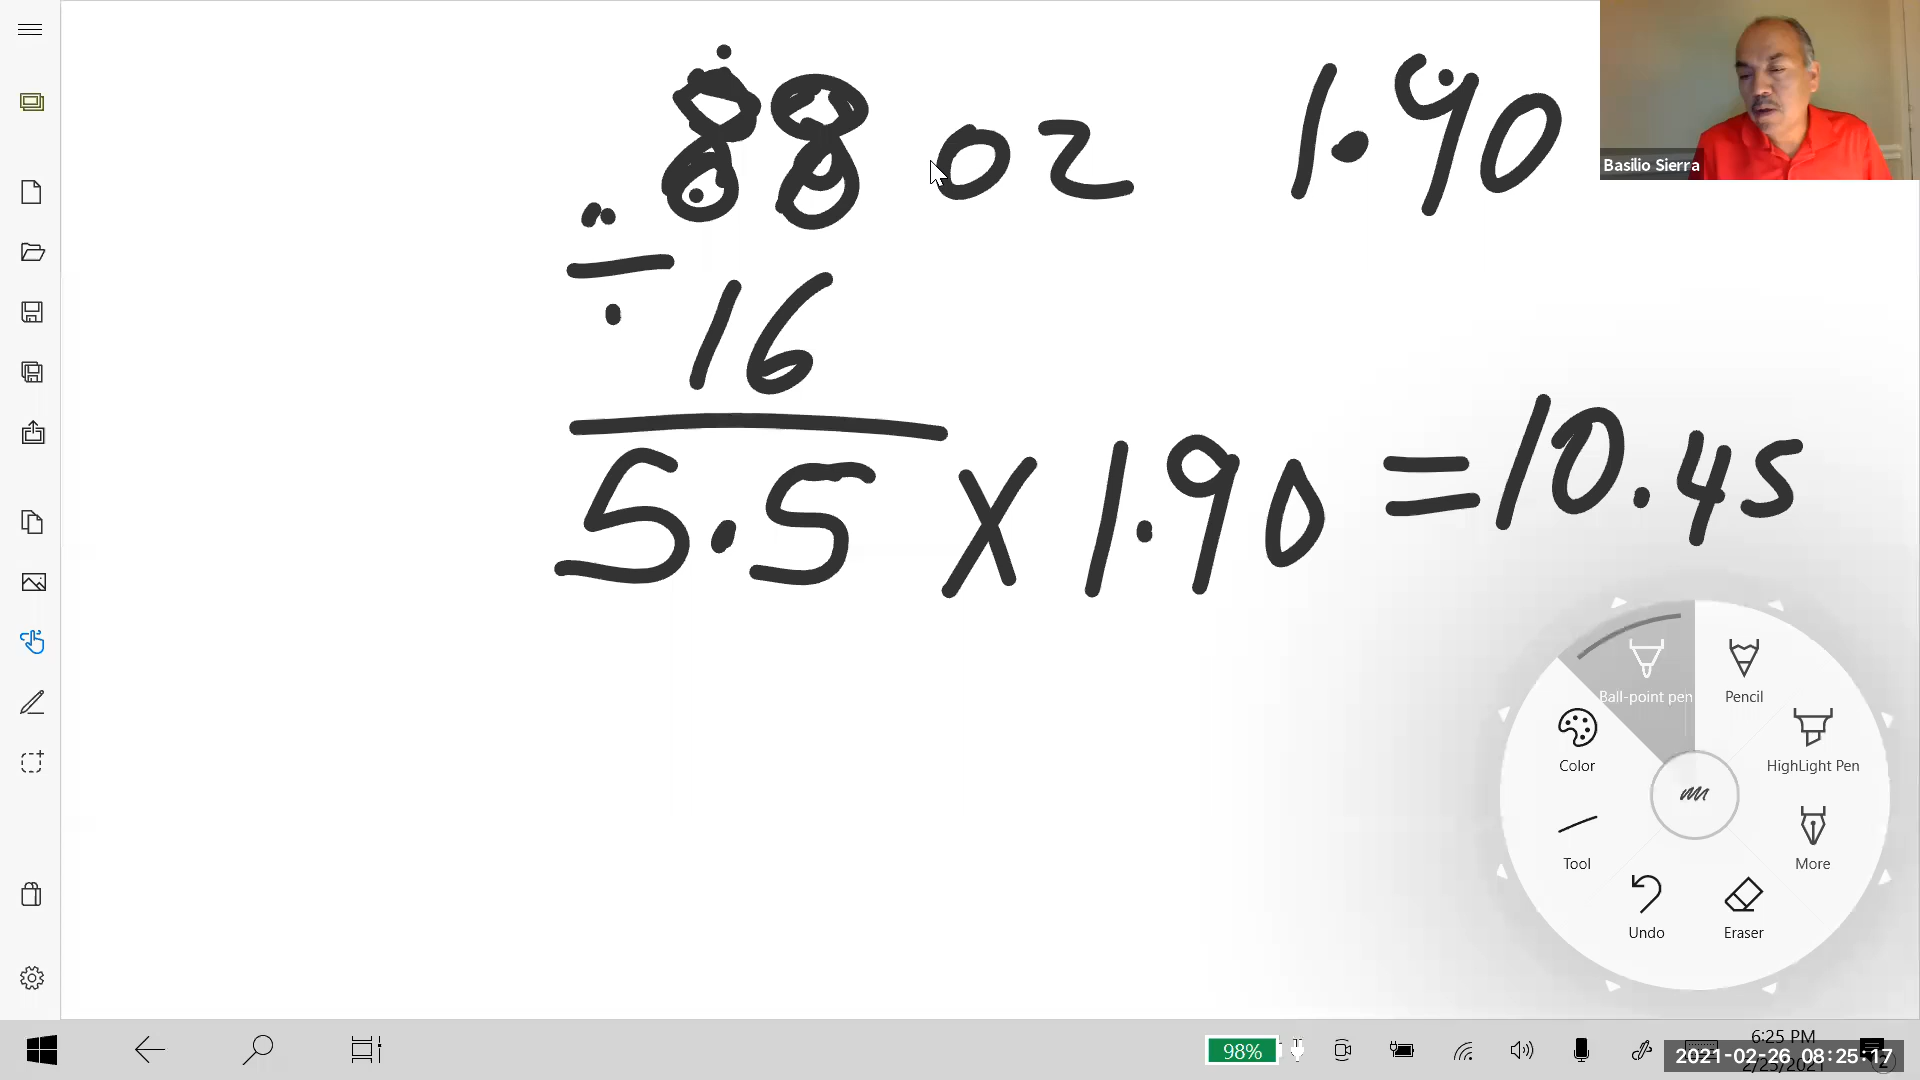 88 oz 1.90
Basilio Sierra
÷ 16
5.5 X 1.90 = 10.45
Ball-point pen
Pencil
Color
HighLight Pen
Tool
More
Undo
Eraser
98%
6:25 PM
2021-02-26 08:25:17